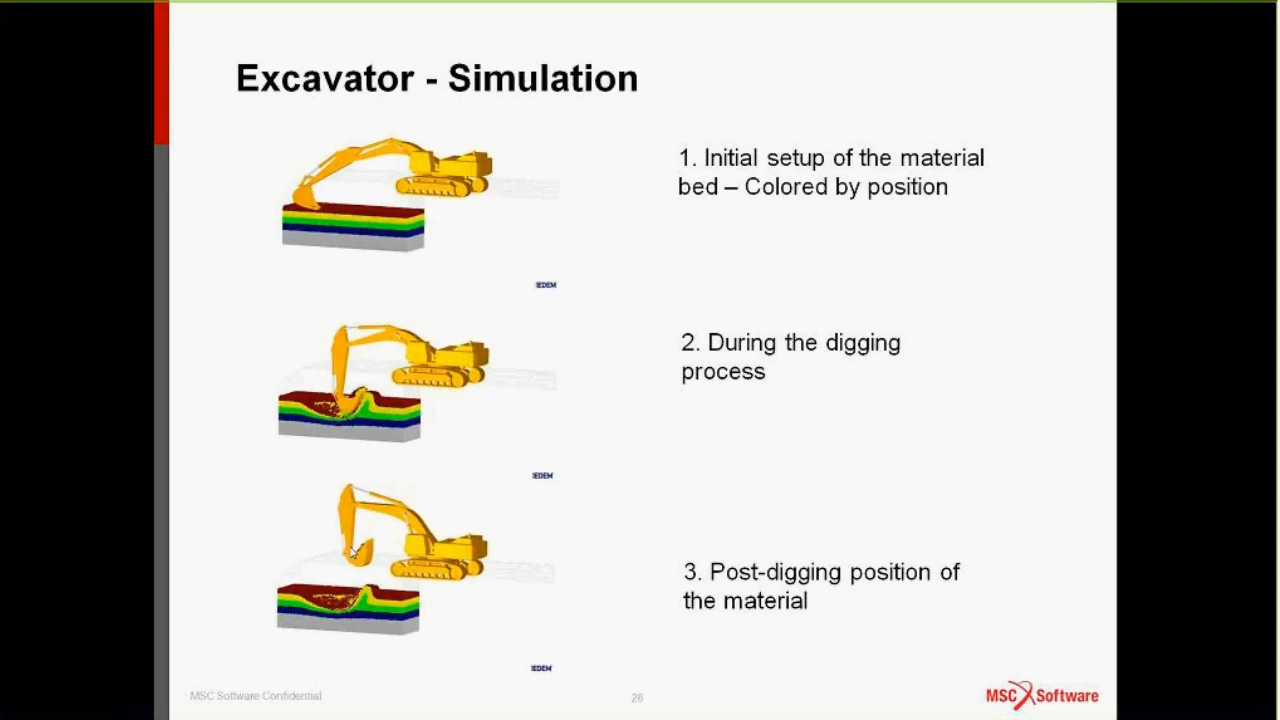 Excavator - Simulation
1. Initial setup of the material
bed – Colored by position
EDEM
2. During the digging
process
EDEM
3. Post-digging position of
the material
EDEM
MSC Software Confidential
28
MSC Software